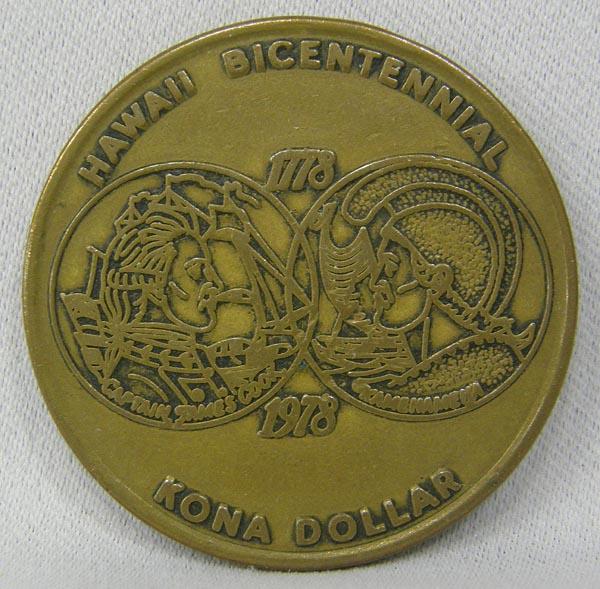 HAWAII BICENTENNIAL
1778
CAPTAIN JAMES COOK
KAMEHAMEHA
1978
KONA DOLLAR